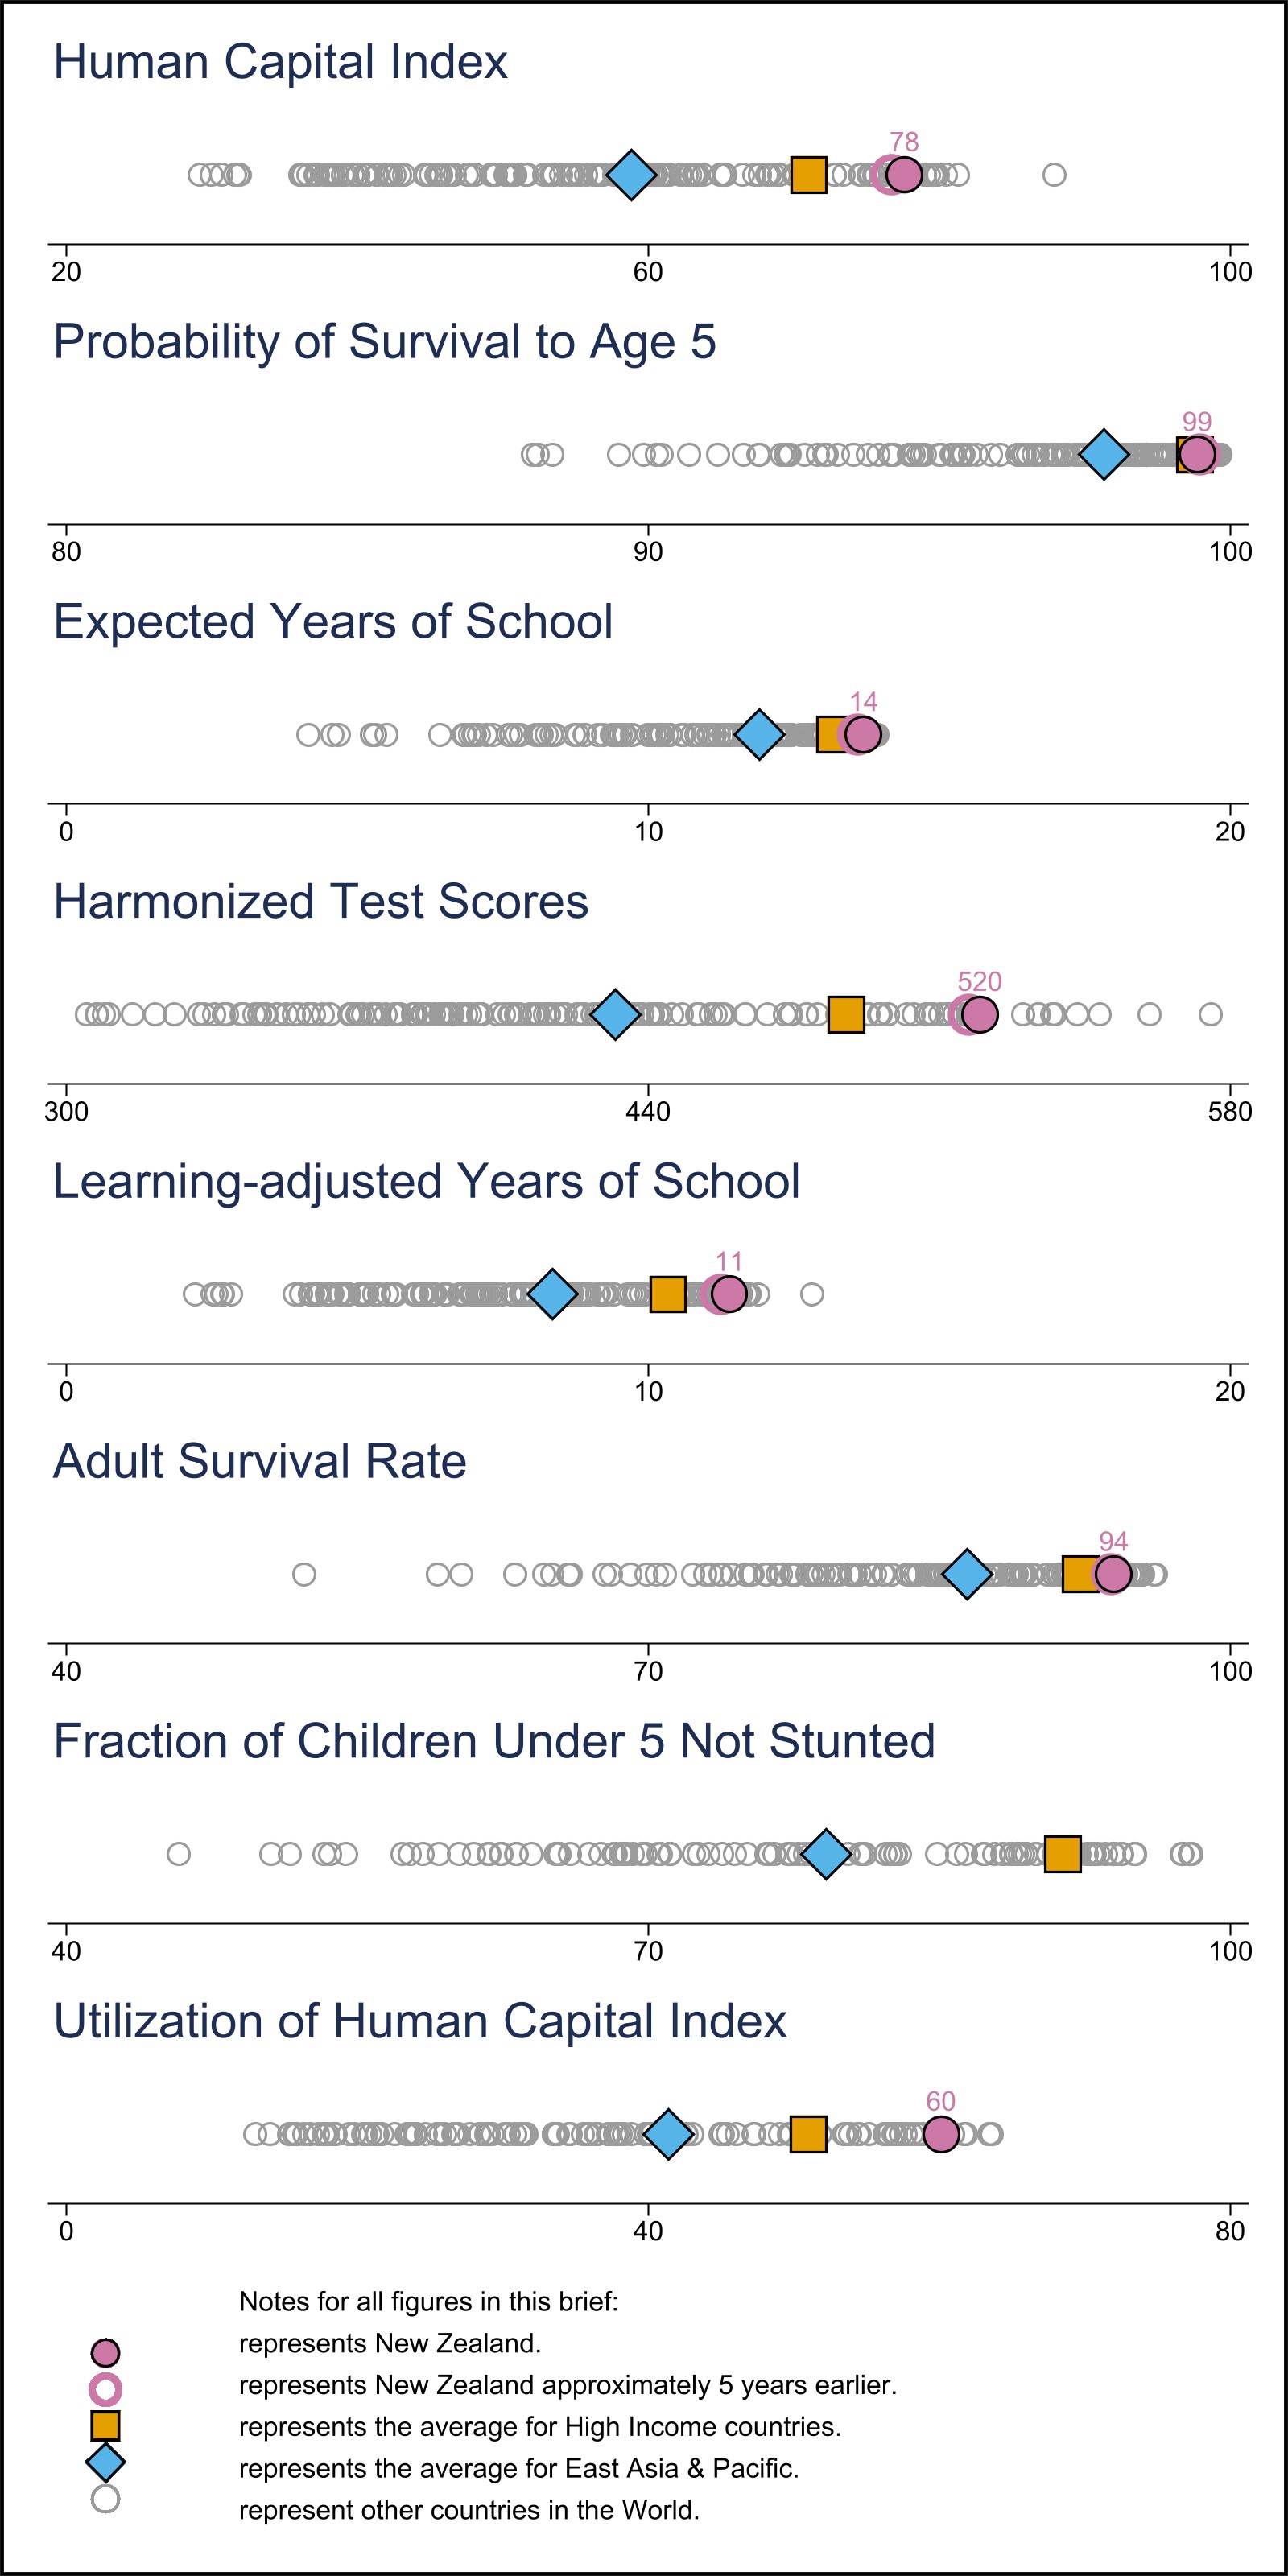 Human Capital Index
78
20 60 100
Probability of Survival to Age 5
99
80 90 100
Expected Years of School
14
0 10 20
Harmonized Test Scores
520
300 440 580
Learning-adjusted Years of School
11
0 10 20
Adult Survival Rate
94
40 70 100
Fraction of Children Under 5 Not Stunted
40 70 100
Utilization of Human Capital Index
60
0 40 80
Notes for all figures in this brief:
represents New Zealand.
represents New Zealand approximately 5 years earlier.
represents the average for High Income countries.
represents the average for East Asia & Pacific.
represent other countries in the World.